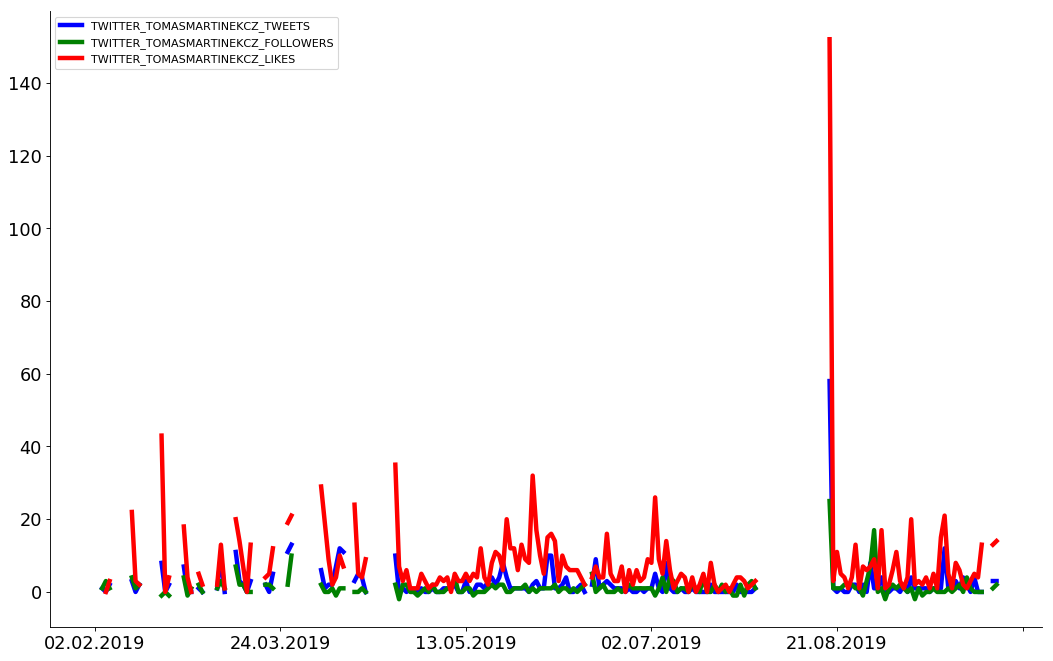 TWITTER_TOMASMARTINEKCZ_TWEETS
TWITTER_TOMASMARTINEKCZ_FOLLOWERS
TWITTER_TOMASMARTINEKCZ_LIKES
140
120
100
80
60
40
20
0
02.02.2019 24.03.2019 13.05.2019 02.07.2019 21.08.2019